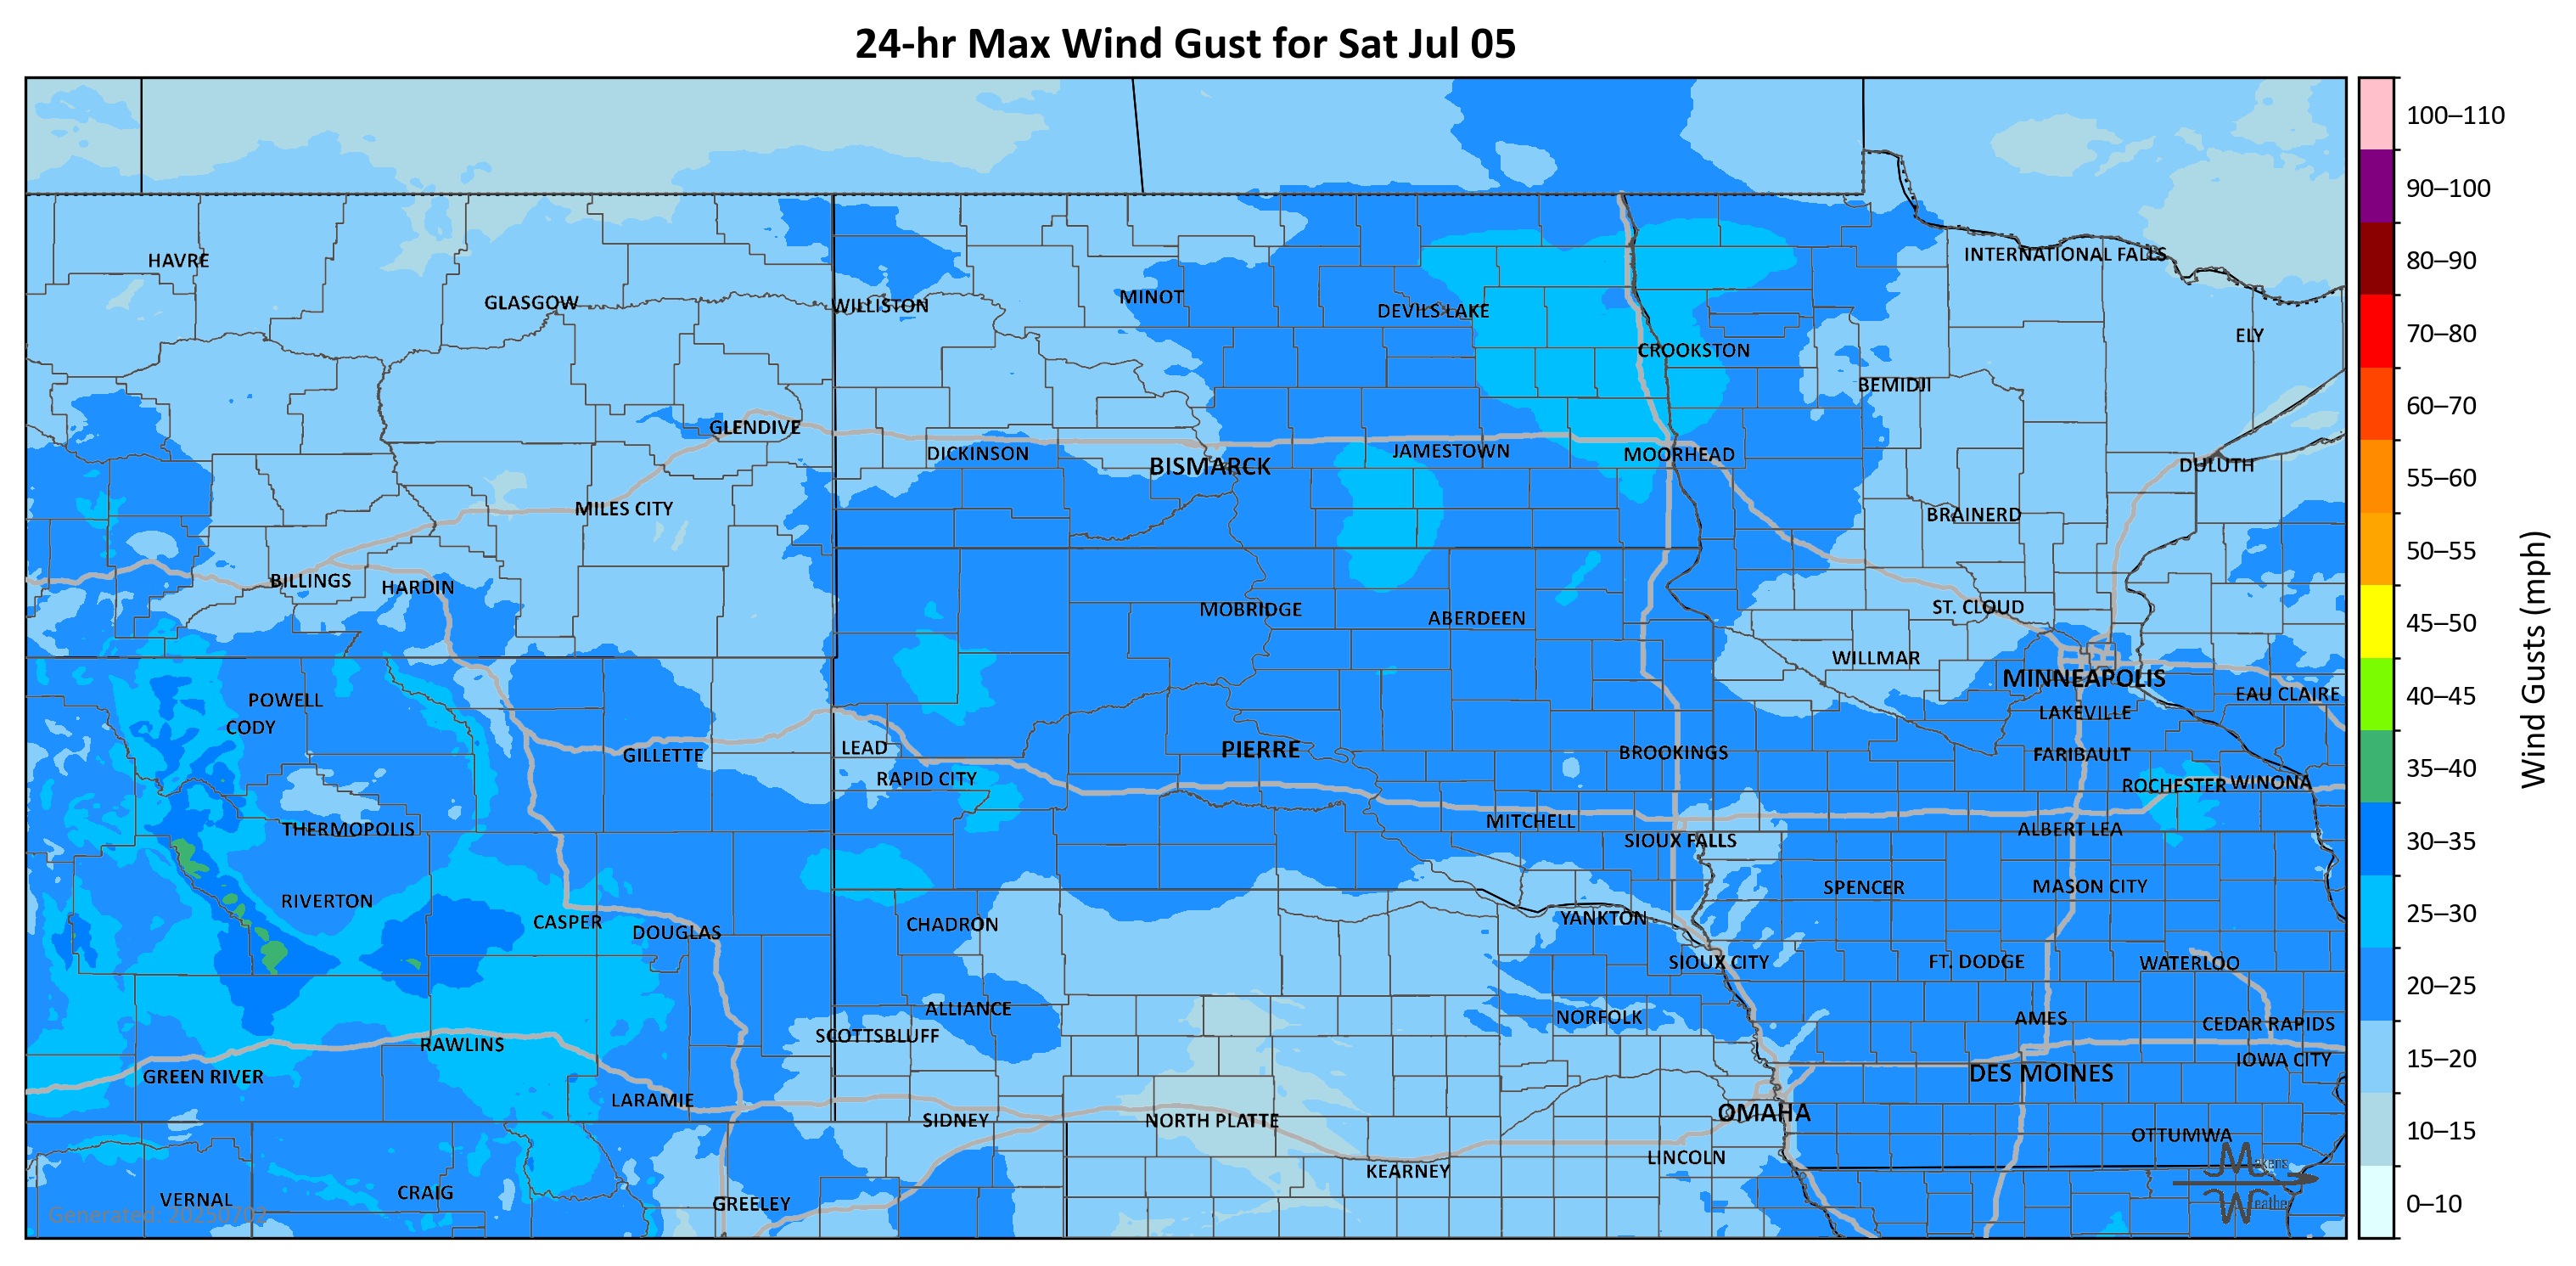 24-hr Max Wind Gust for Sat Jul 05
100–110
90–100
HAVRE
INTERNATIONAL FALLS
80–90
GLASGOW
WILLISTON
MINOT
DEVILS LAKE
ELY
70–80
CROOKSTON
BEMIDJI
60–70
GLENDIVE
DICKINSON
BISMARCK
JAMESTOWN
MOORHEAD
DULUTH
55–60
MILES CITY
BRAINERD
50–55
BILLINGS
HARDIN
MOBRIDGE
ABERDEEN
ST. CLOUD
45–50
WILLMAR
MINNEAPOLIS
POWELL
EAU CLAIRE
40–45
CODY
LAKEVILLE
GILLETTE
LEAD
PIERRE
BROOKINGS
FARIBAULT
35–40
RAPID CITY
ROCHESTER
WINONA
THERMOPOLIS
MITCHELL
SIOUX FALLS
ALBERT LEA
30–35
RIVERTON
SPENCER
MASON CITY
CASPER
DOUGLAS
CHADRON
YANKTON
25–30
SIOUX CITY
FT. DODGE
WATERLOO
20–25
ALLIANCE
NORFOLK
AMES
CEDAR RAPIDS
RAWLINS
SCOTTSBLUFF
IOWA CITY
15–20
GREEN RIVER
DES MOINES
LARAMIE
SIDNEY
NORTH PLATTE
OMAHA
OTTUMWA
10–15
KEARNEY
LINCOLN
Makens
Weather
VERNAL
CRAIG
GREELEY
0–10
Generated: 20250702
Wind Gusts (mph)